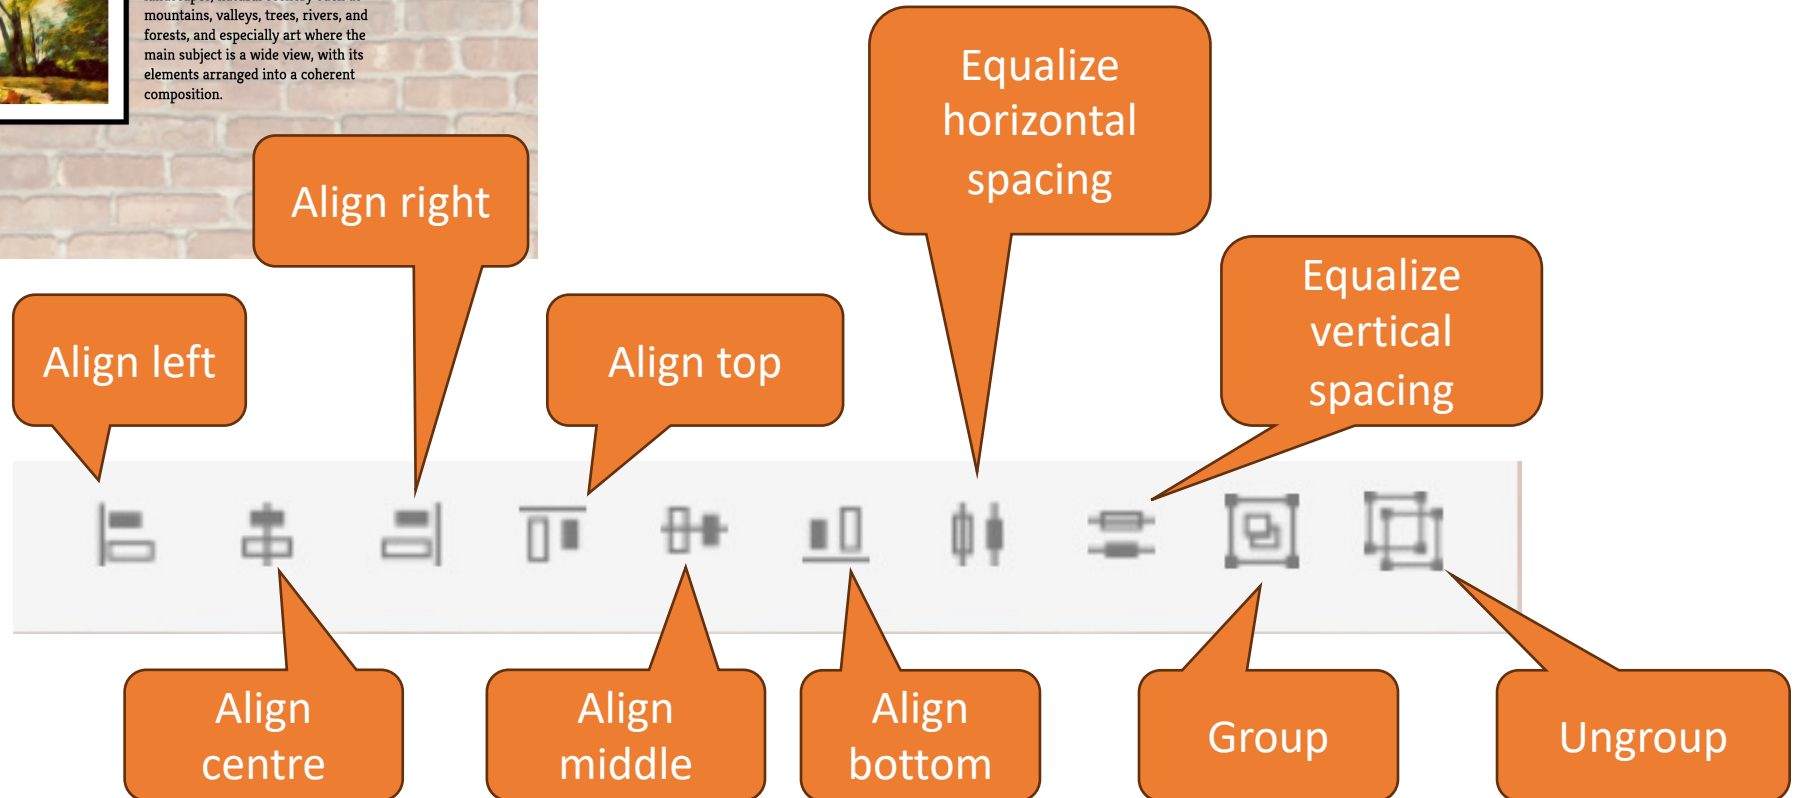 mountains, valleys, trees, rivers, and
forests, and especially art where the
main subject is a wide view, with its
elements arranged into a coherent
composition.
Equalize
horizontal
spacing
Align right
Equalize
vertical
spacing
Align left
Align top
Align
centre
Align
middle
Align
bottom
Group
Ungroup